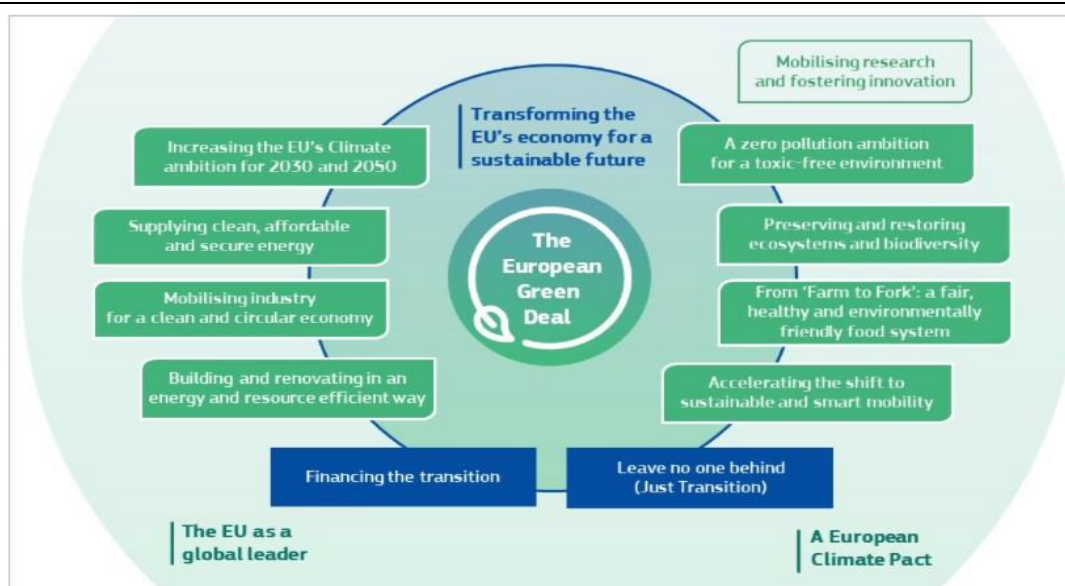 Mobilising research
and fostering innovation
Transforming the
EU's economy for a
sustainable future
Increasing the EU's Climate
ambition for 2030 and 2050
A zero pollution ambition
for a toxic-free environment
Supplying clean, affordable
and secure energy
Preserving and restoring
ecosystems and biodiversity
The
European
Green
Deal
Mobilising industry
for a clean and circular economy
From 'Farm to Fork': a fair,
healthy and environmentally
friendly food system
Building and renovating in an
energy and resource efficient way
Accelerating the shift to
sustainable and smart mobility
Financing the transition
Leave no one behind
(Just Transition)
The EU as a
global leader
A European
Climate Pact